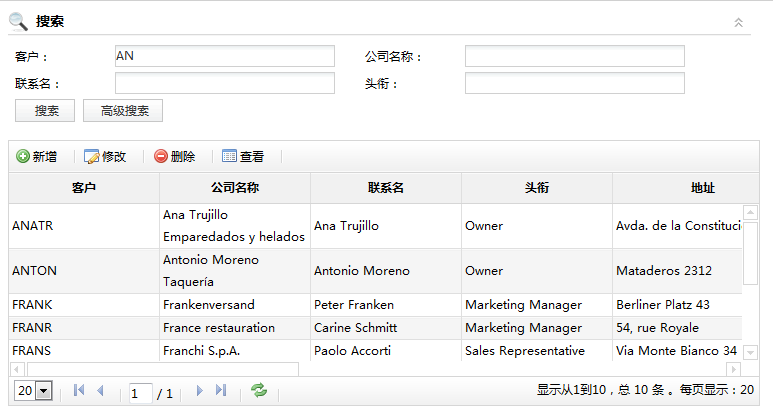 搜索
客户： AN 公司名称：
联系名： 头衔：
搜索 高级搜索
新增 修改 删除 查看
客户 公司名称 联系名 头衔 地址
ANATR Ana Trujillo Emparedados y helados Ana Trujillo Owner Avda. de la Constituci
ANTON Antonio Moreno Taquería Antonio Moreno Owner Mataderos 2312
FRANK Frankenversand Peter Franken Marketing Manager Berliner Platz 43
FRANR France restauration Carine Schmitt Marketing Manager 54, rue Royale
FRANS Franchi S.p.A. Paolo Accorti Sales Representative Via Monte Bianco 34
20 1 / 1 显示从1到10，总 10 条 。每页显示：20